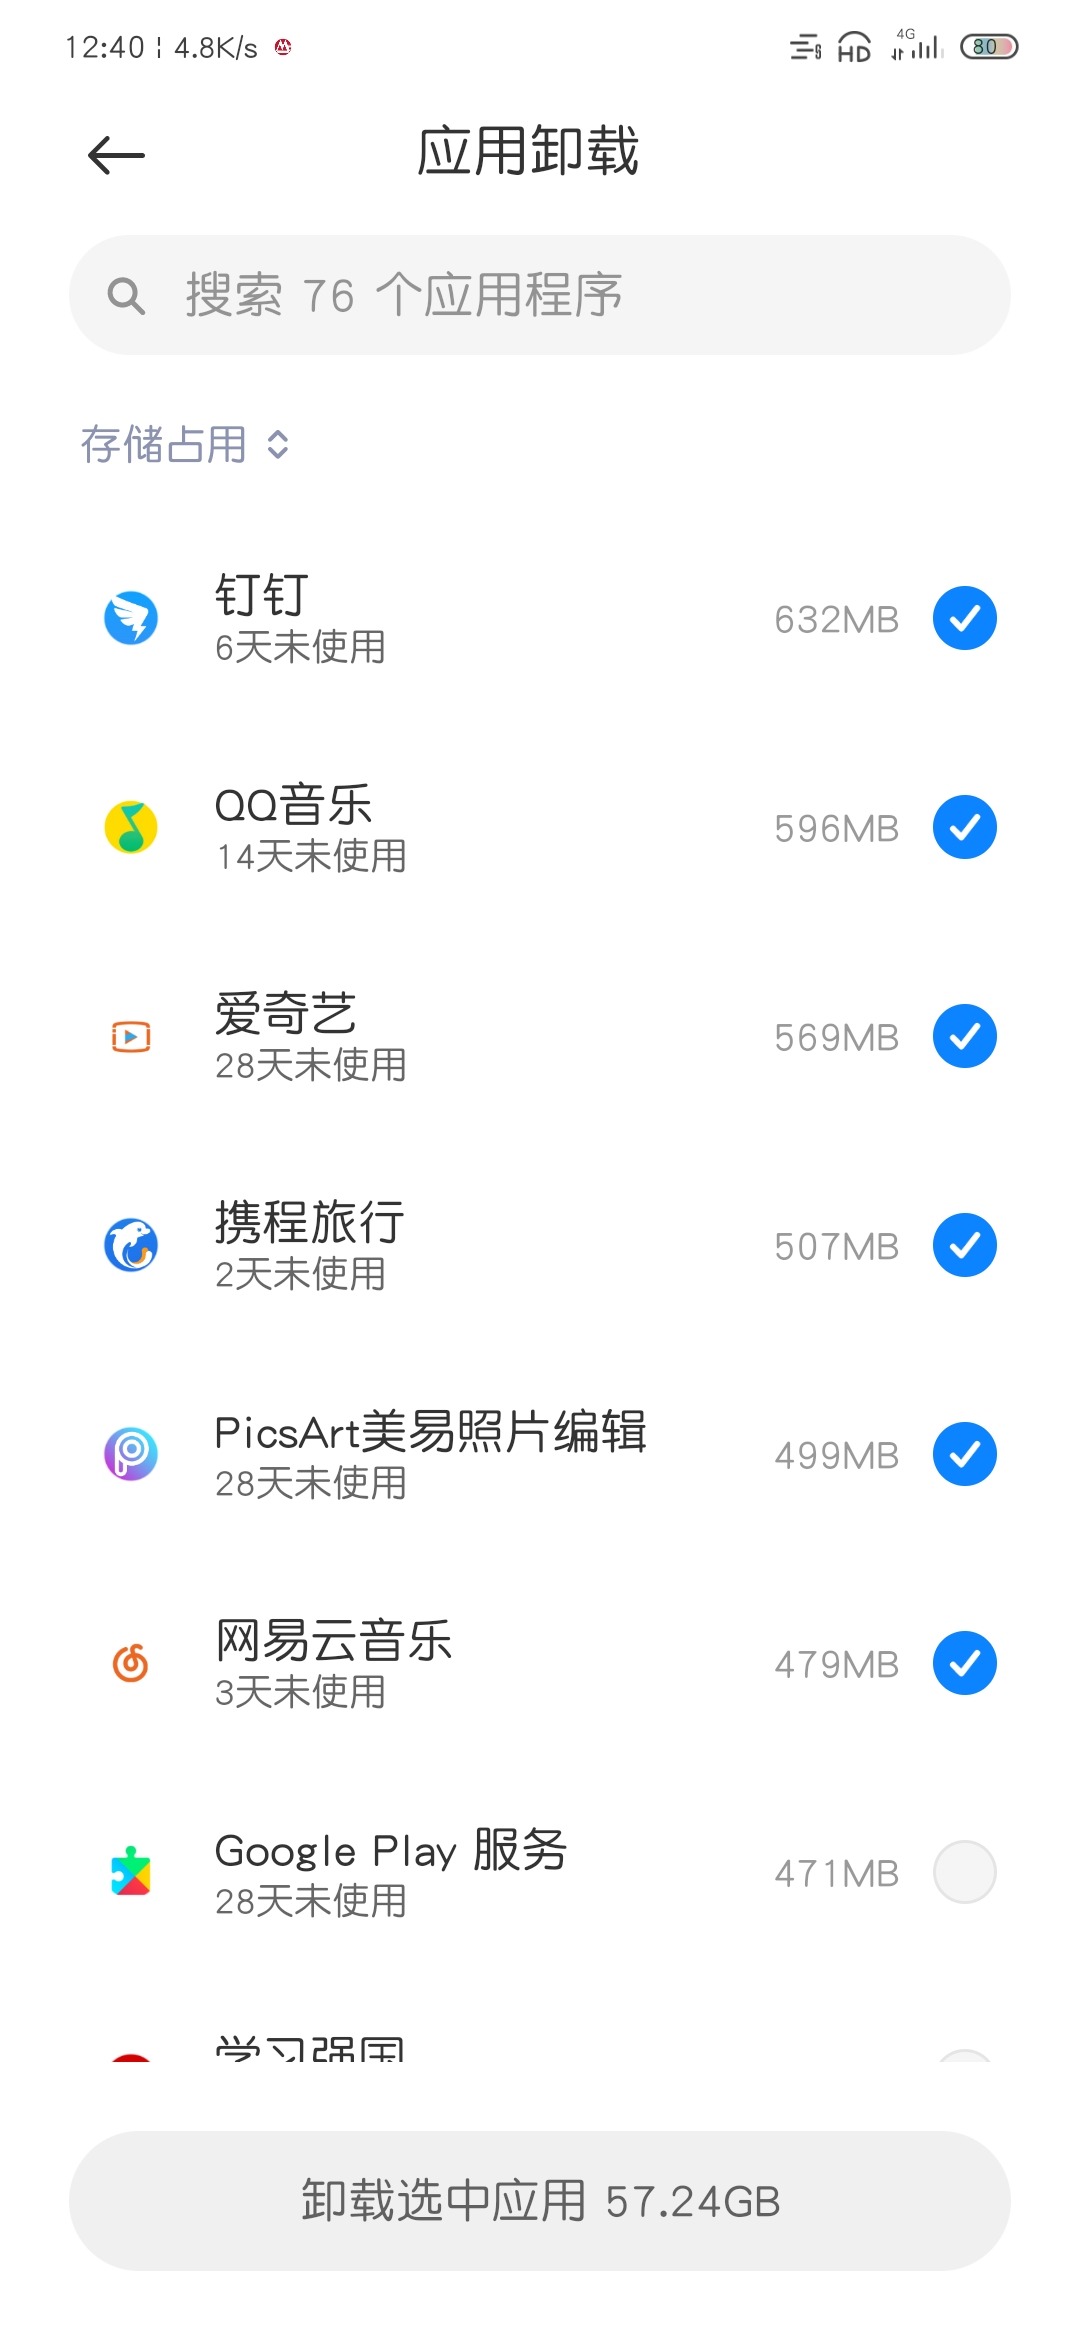 12:40 ¦ 4.8K/s
4G
HD
80
应用卸载
搜索 76 个应用程序
存储占用
钉钉
6天未使用
632MB
QQ音乐
14天未使用
596MB
爱奇艺
28天未使用
569MB
携程旅行
2天未使用
507MB
PicsArt美易照片编辑
28天未使用
499MB
网易云音乐
3天未使用
479MB
Google Play 服务
28天未使用
471MB
学习强国
卸载选中应用 57.24GB